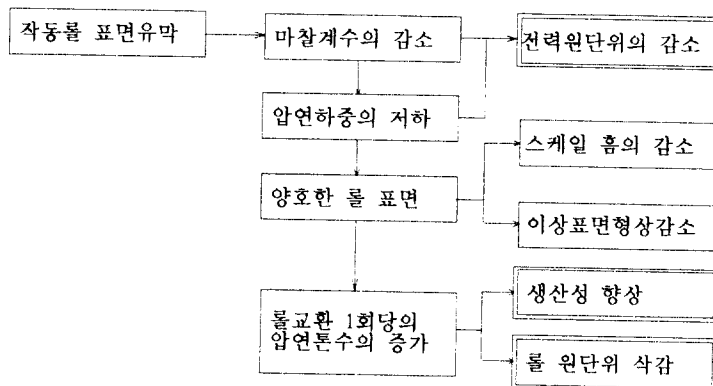 작동롤 표면유막
마찰계수의 감소
전력원단위의 감소
압연하중의 저하
스케일 흠의 감소
양호한 롤 표면
이상표면형상감소
생산성 향상
롤교환 1회당의
압연톤수의 증가
롤 원단위 삭감